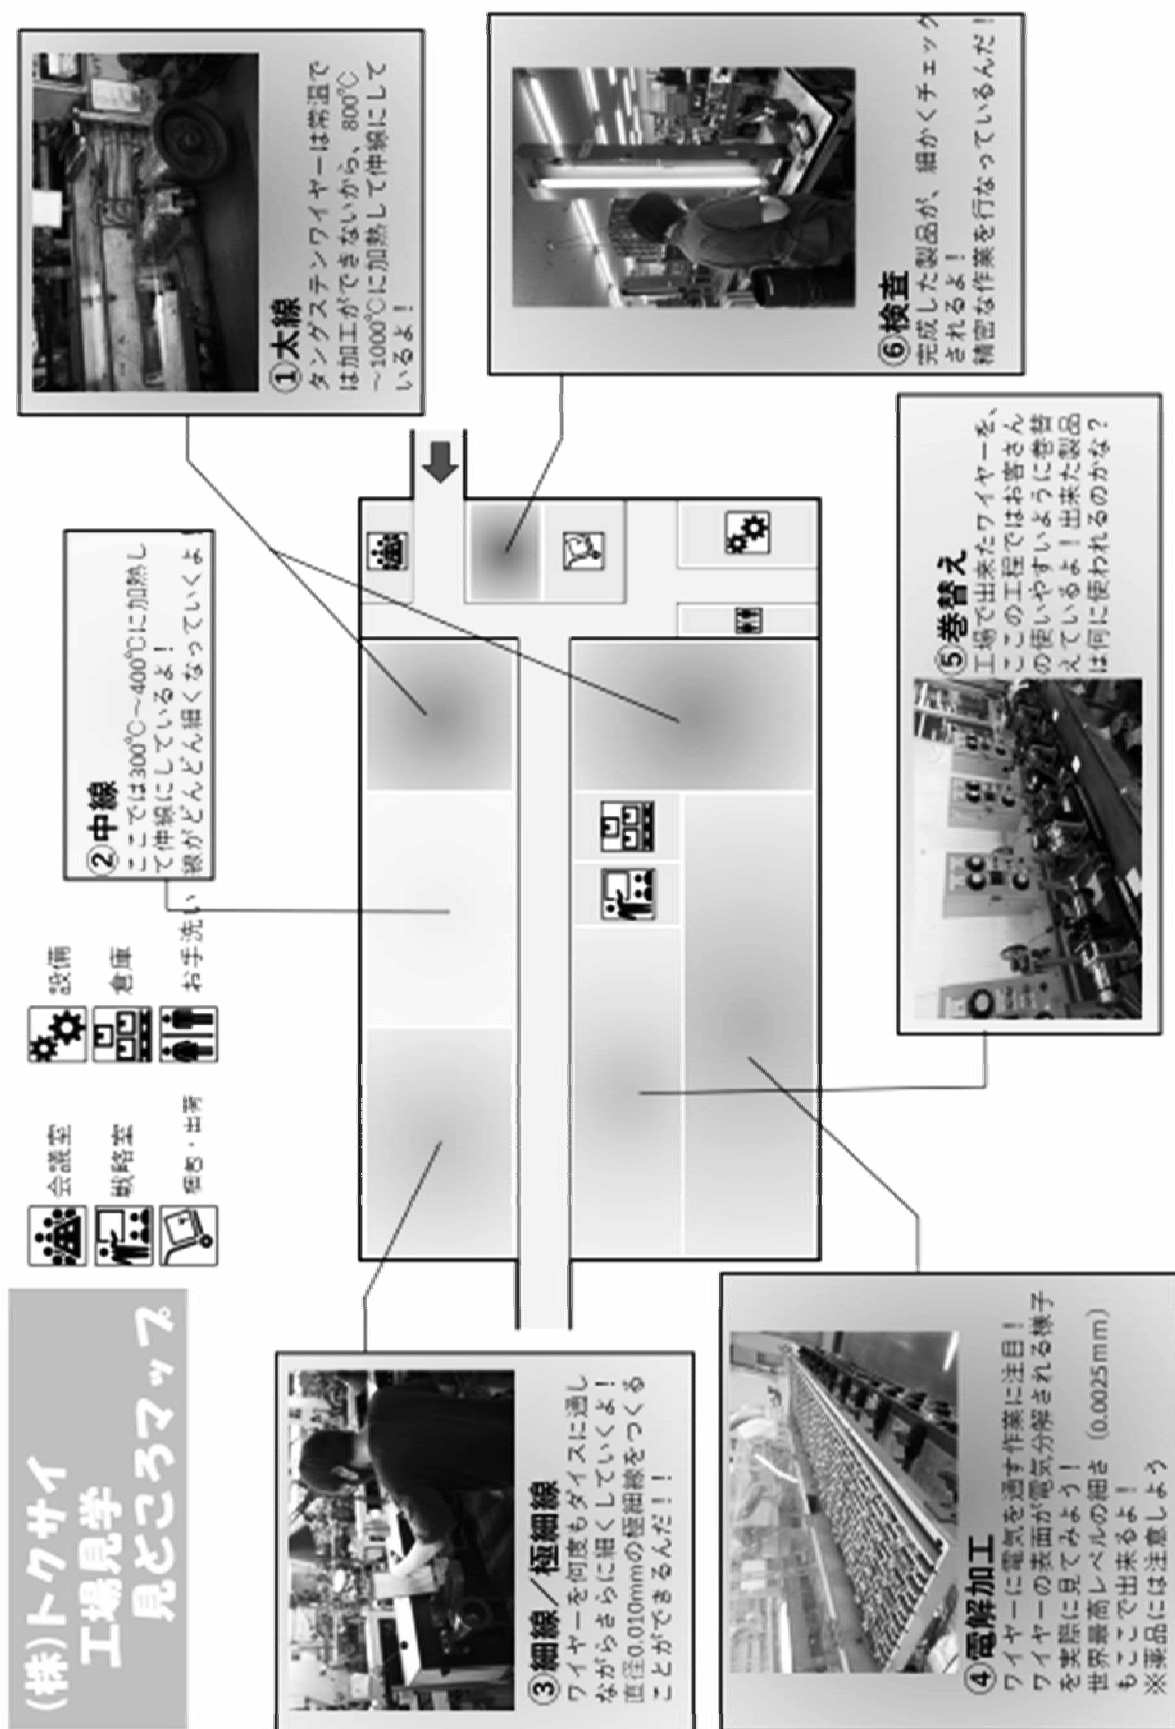 (株)トクサイ
工場見学
見どころマップ
会議室
設備
戦略室
倉庫
梱包・出荷
お手洗い
①太線
タングステンワイヤーは常温で
は加工ができないから、800℃
～1000℃に加熱して伸線にして
いるよ！
②中線
ここでは300℃～400℃に加熱し
て伸線にしているよ！
線がどんどん細くなっていくよ！
③細線／極細線
ワイヤーを何度もダイスに通し
ながらさらに細くしていくよ！
直径0.010mmの極細線をつくる
ことができるんだ！！
④電解加工
ワイヤーに電気を通す作業に注目！
ワイヤーの表面が電気分解される様子
を実際に見てみよう！
世界最高レベルの細さ（0.0025mm）
もここで出来るよ！
※薬品には注意しよう
⑤巻替え
工場で出来たワイヤーを、
ここの工程ではお客さん
の使いやすいように巻替
えているよ！出来た製品
は何に使われるのかな？
⑥検査
完成した製品が、細かくチェック
されるよ！
精密な作業を行なっているんだ！